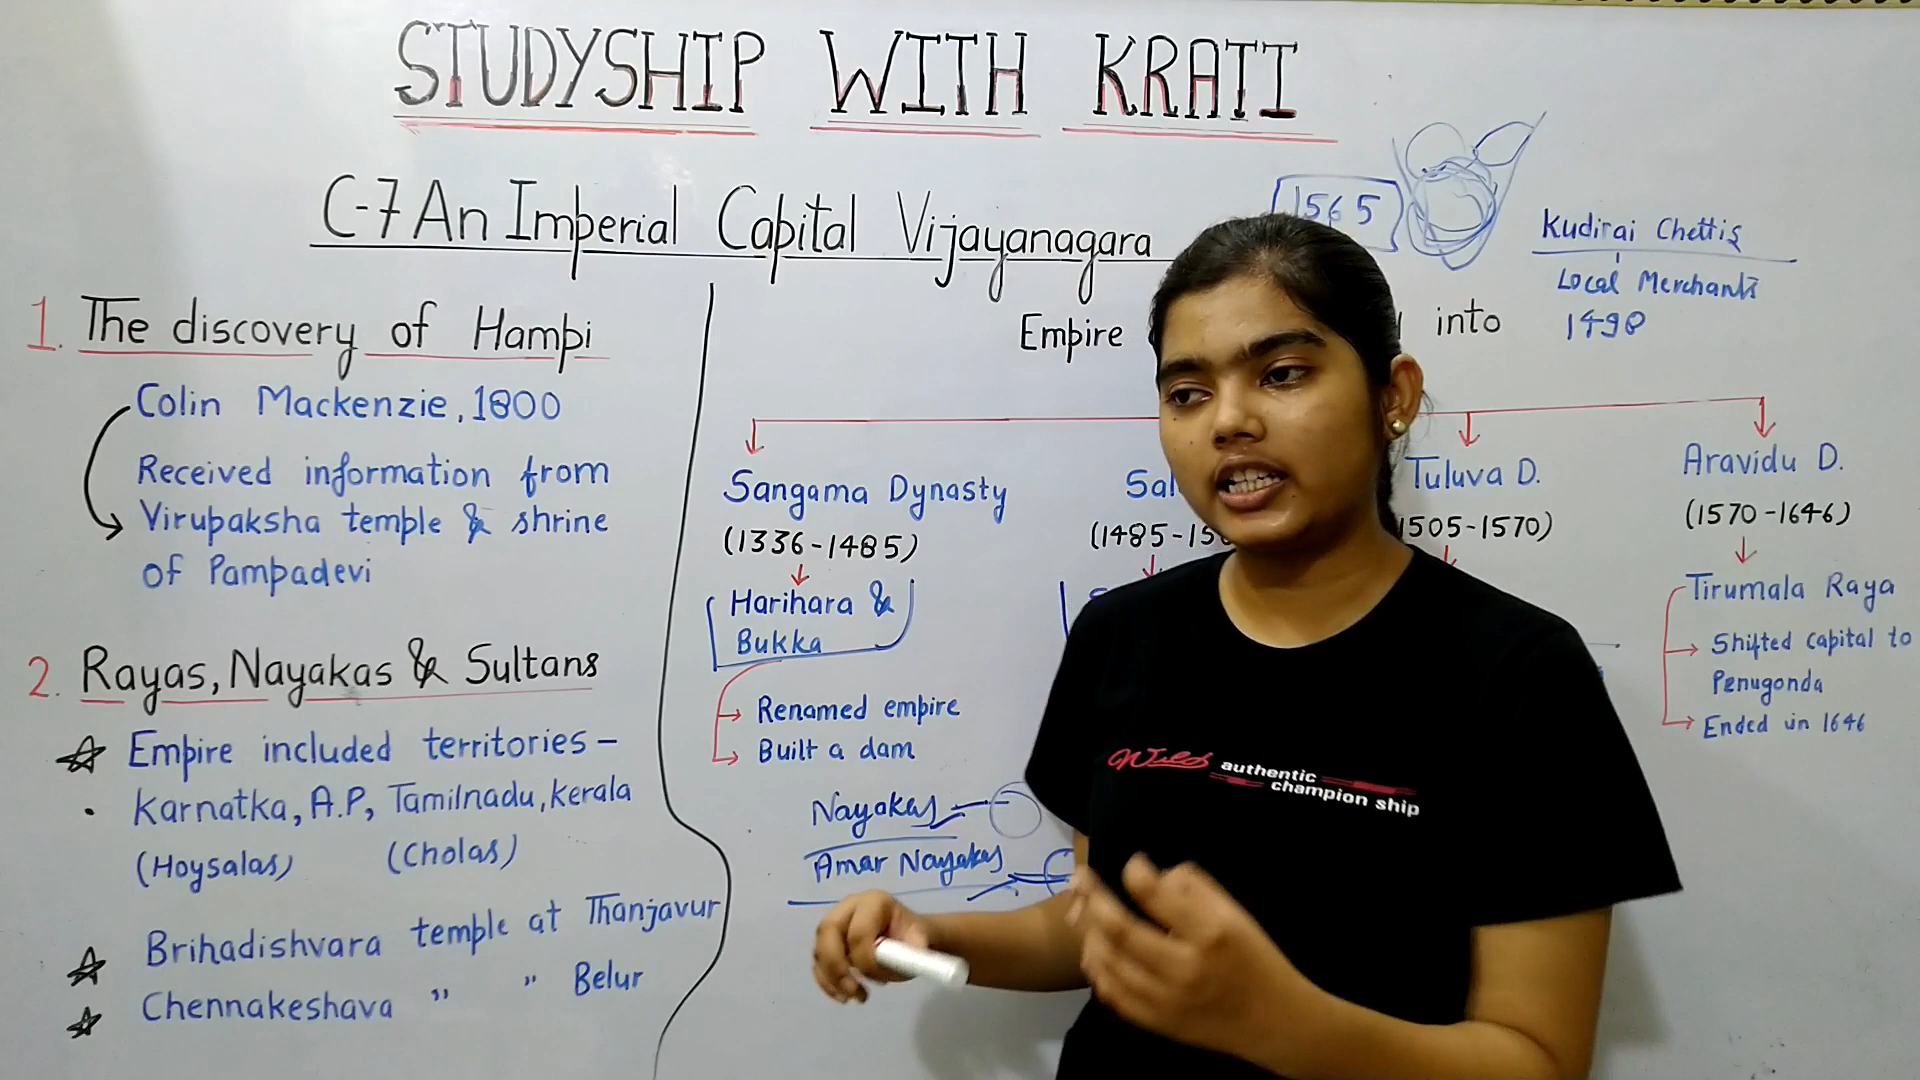 STUDYSHIP WITH KRATI
C-7 An Imperial Capital Vijayanagara
1565
Kudirai Chettis
Local Merchants
1498
1. The discovery of Hampi
Colin Mackenzie, 1800
Received information from
Virupaksha temple & shrine
of Pampadevi
2. Rayas, Nayakas & Sultans
Empire included territories -
Karnatka, A.P, Tamilnadu, kerala
(Hoysalas) (Cholas)
Brihadishvara temple at Thanjavur
Chennakeshava " " Belur
Empire into
Sangama Dynasty
(1336-1485)
Harihara &
Bukka
Renamed empire
Built a dam
Nayakas
Amar Nayakas
(1485-
Tuluva D.
1505-1570)
Aravidu D.
(1570-1646)
Tirumala Raya
Shifted capital to
Penugonda
Ended in 1646
Wild authentic
champion ship